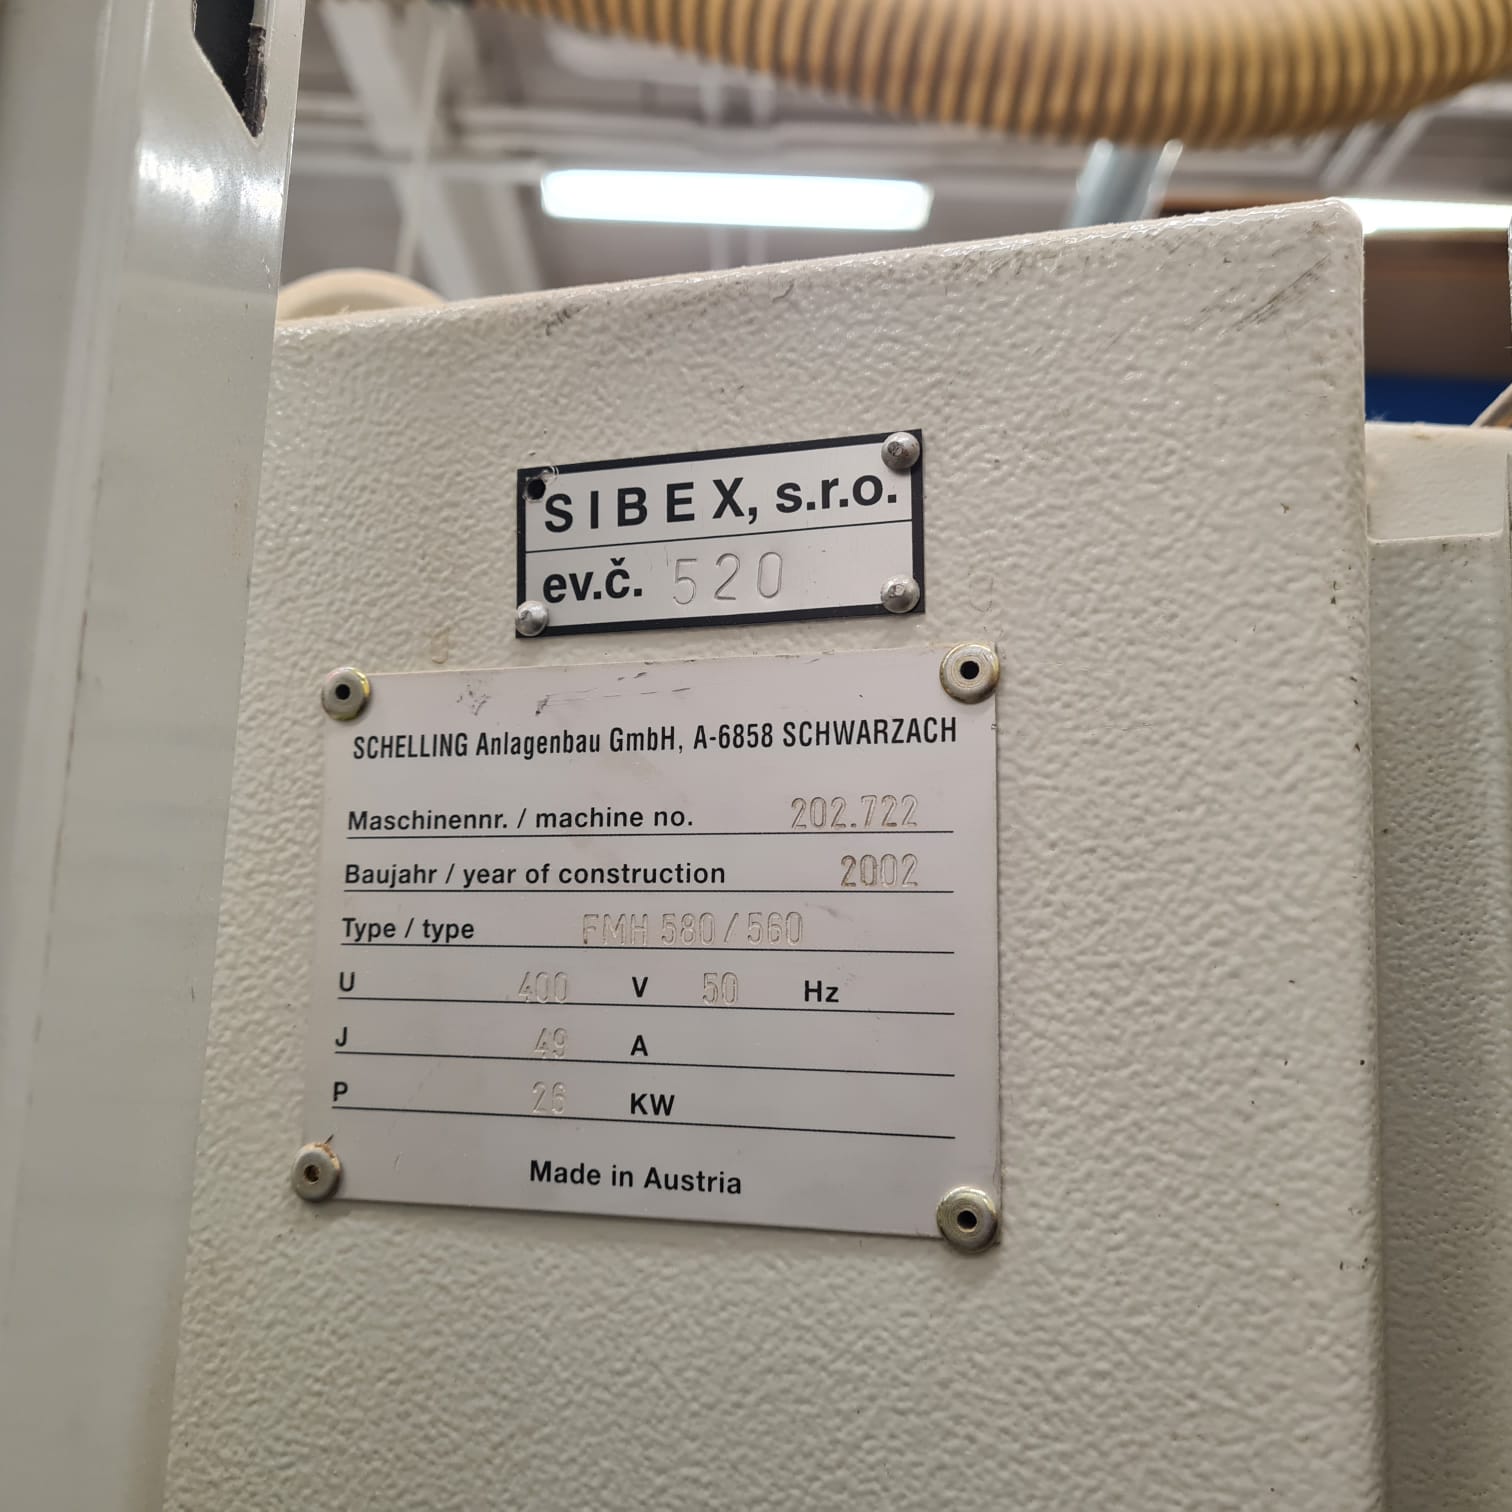 SIBEX, s.r.o.
ev.č. 520
SCHELLING Anlagenbau GmbH, A-6858 SCHWARZACH
Maschinennr. / machine no. 202.722
Baujahr / year of construction 2002
Type / type FMH 580/560
U 400 V 50 Hz
J 49 A
P 26 KW
Made in Austria